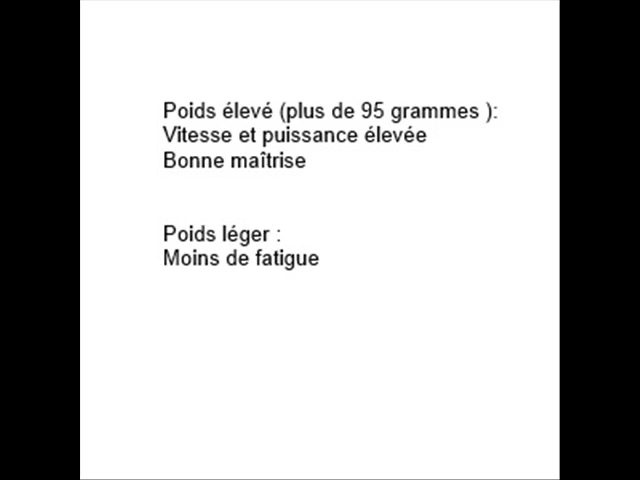 Poids élevé (plus de 95 grammes ):
Vitesse et puissance élevée
Bonne maîtrise
Poids léger :
Moins de fatigue